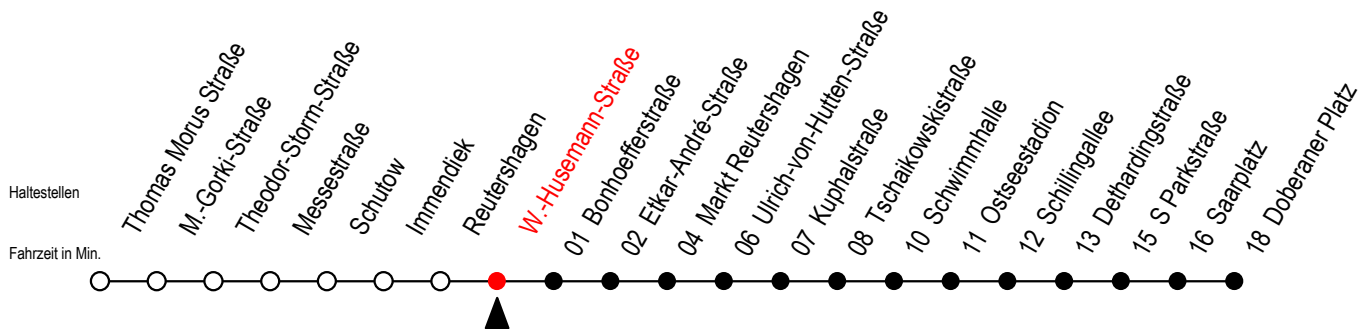 Haltestellen
Fahrzeit in Min.
Thomas Morus Straße
M.-Gorki-Straße
Theodor-Storm-Straße
Messestraße
Schutow
Immendiek
Reutershagen
W.-Husemann-Straße
01 Bonhoefferstraße
02 Etkar-André-Straße
04 Markt Reutershagen
06 Ulrich-von-Hutten-Straße
07 Kuphalstraße
08 Tschaikowskistraße
10 Schwimmhalle
11 Ostseestadion
12 Schillingallee
13 Dethardingstraße
15 S Parkstraße
16 Saarplatz
18 Doberaner Platz